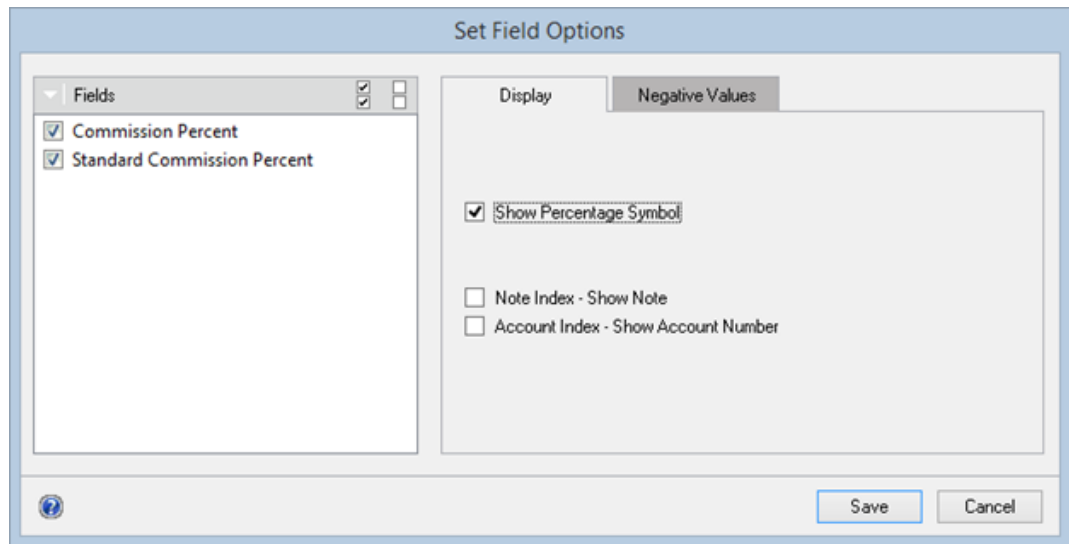 Set Field Options
Fields
Commission Percent
Standard Commission Percent
Display
Negative Values
Show Percentage Symbol
Note Index - Show Note
Account Index - Show Account Number
?
Save
Cancel